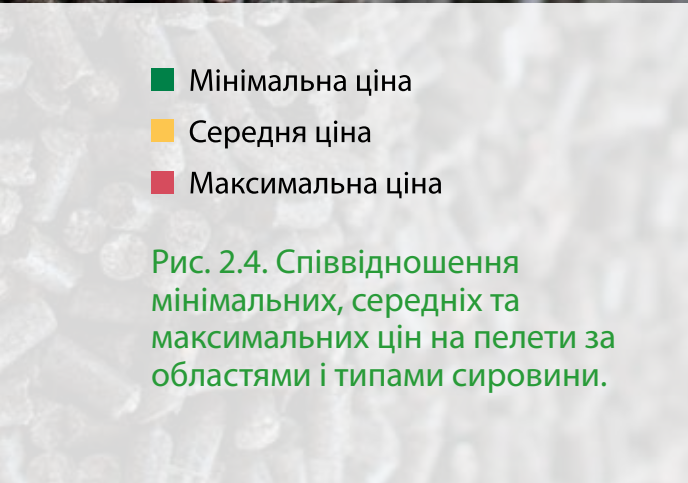 Мінімальна ціна
Середня ціна
Максимальна ціна
Рис. 2.4. Співвідношення
мінімальних, середніх та
максимальних цін на пелети за
областями і типами сировини.